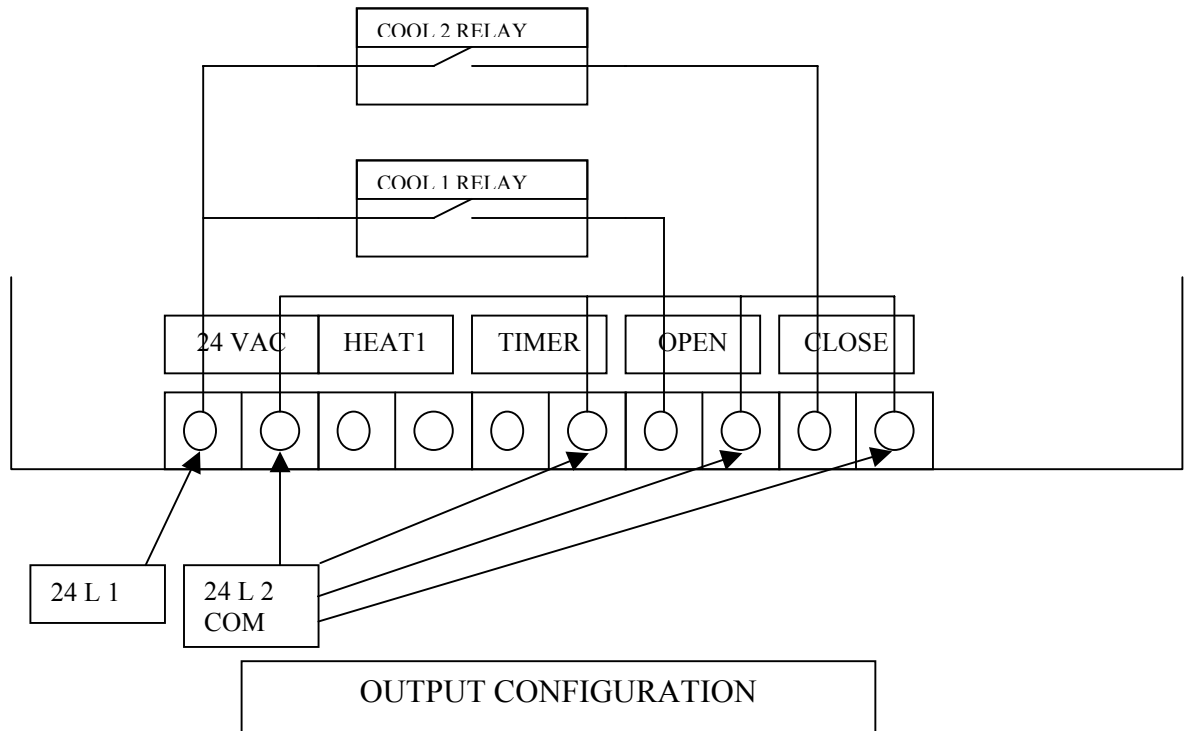 COOL 2 RELAY
COOL 1 RELAY
24 VAC
HEAT1
TIMER
OPEN
CLOSE
24 L 1
24 L 2
COM
OUTPUT CONFIGURATION